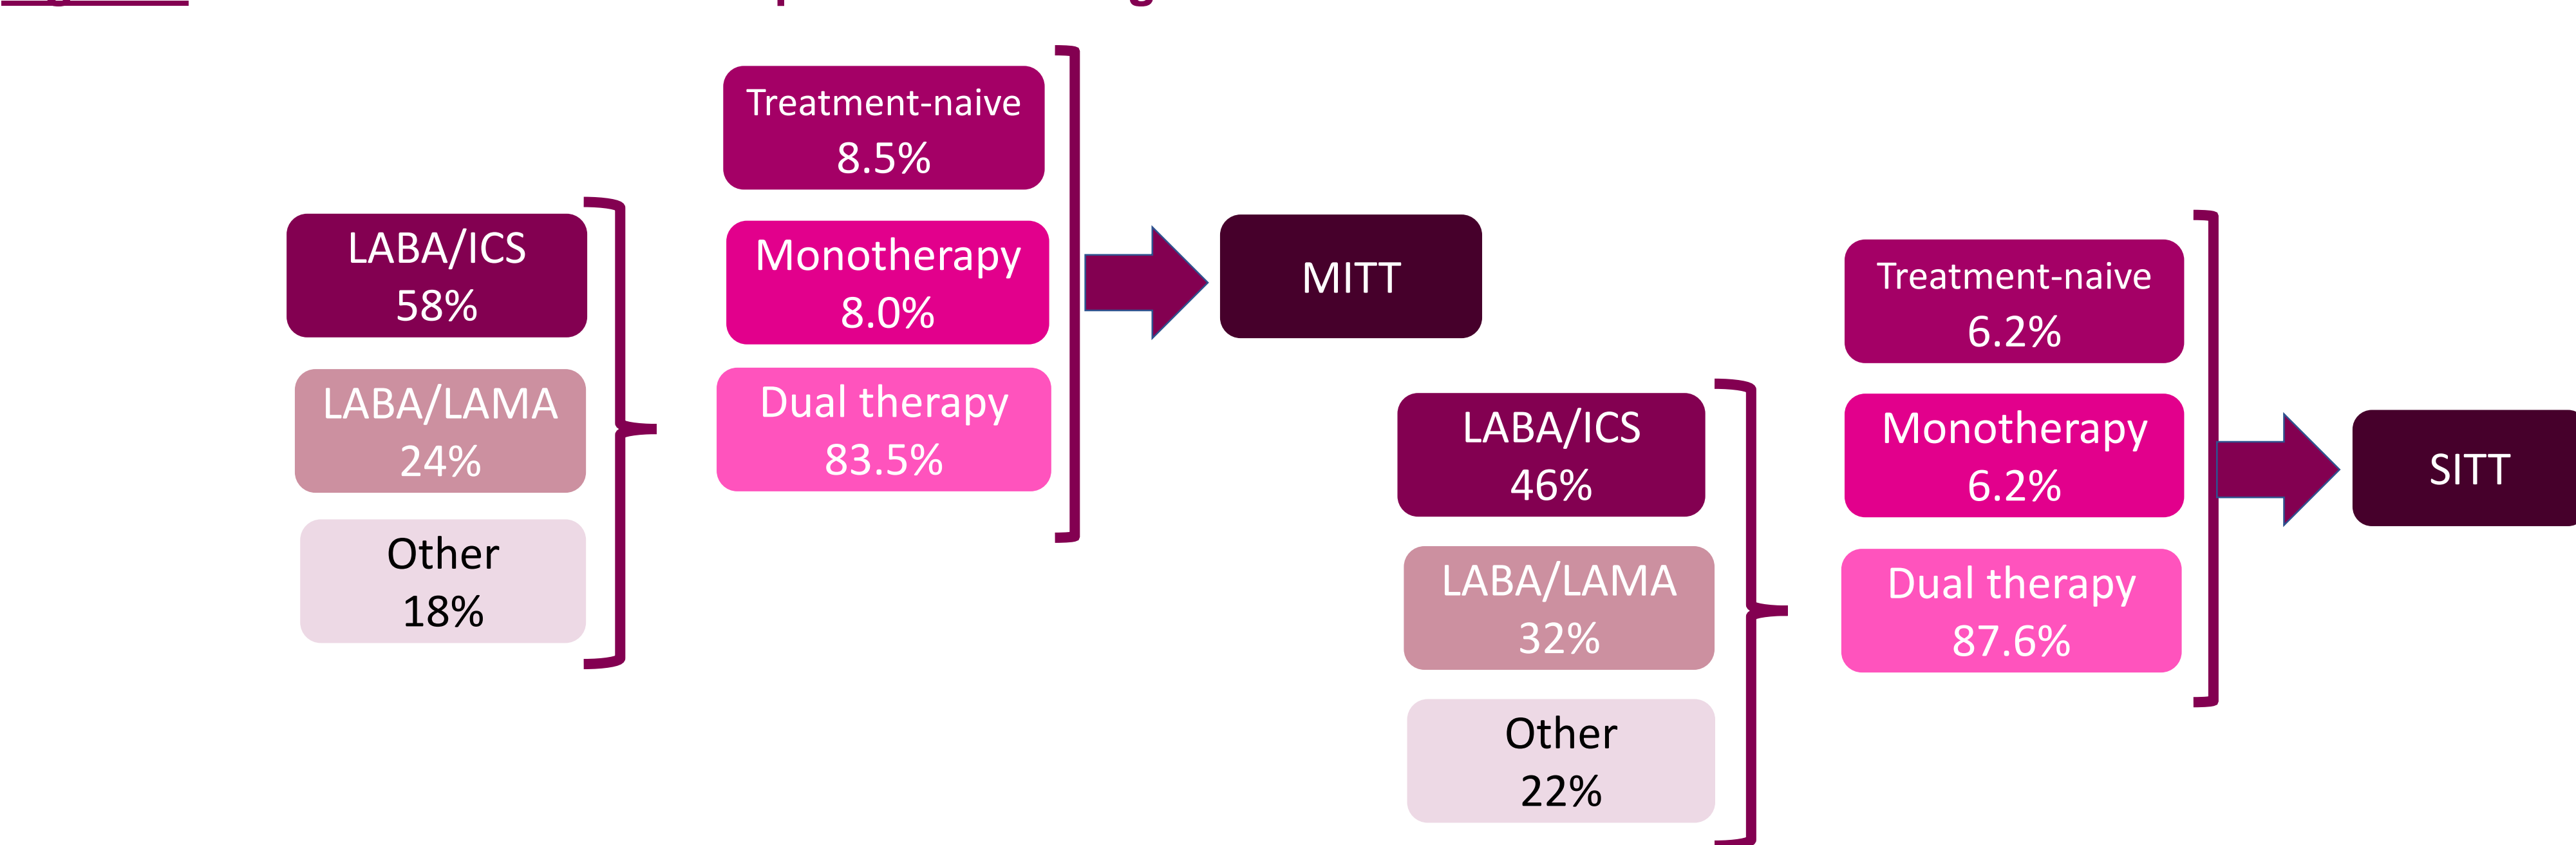 Treatment-naive
8.5%
LABA/ICS
58%
Monotherapy
8.0%
MITT
LABA/LAMA
24%
Dual therapy
83.5%
Other
18%
Treatment-naive
6.2%
LABA/ICS
46%
Monotherapy
6.2%
SITT
LABA/LAMA
32%
Dual therapy
87.6%
Other
22%